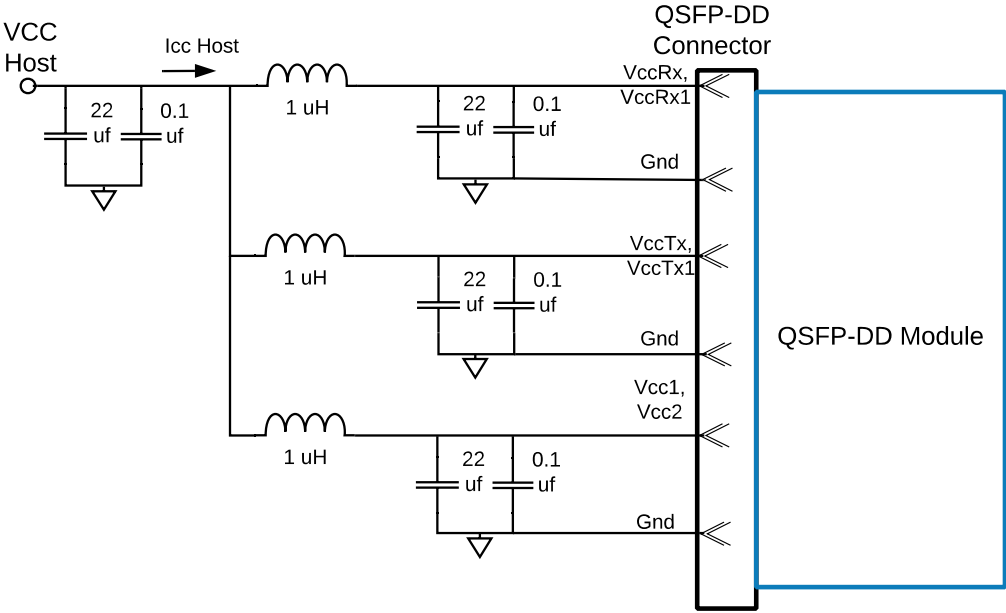 QSFP-DD
Connector
VCC
Host
Icc Host
22
uf
0.1
uf
1 uH
VccRx,
VccRx1
22
uf
0.1
uf
Gnd
1 uH
VccTx,
VccTx1
22
uf
0.1
uf
Gnd
QSFP-DD Module
1 uH
Vcc1,
Vcc2
22
uf
0.1
uf
Gnd